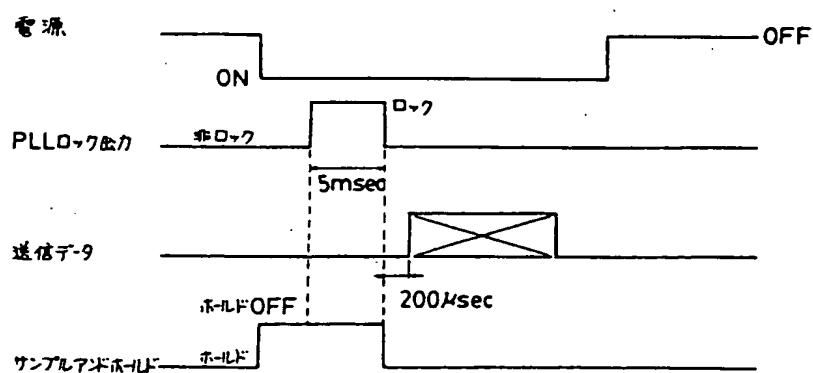 電源
OFF
ON
ロック
PLLロック出力 非ロック
5msec
送信データ
200μsec
ホールドOFF
サンプルアンドホールド ホールド